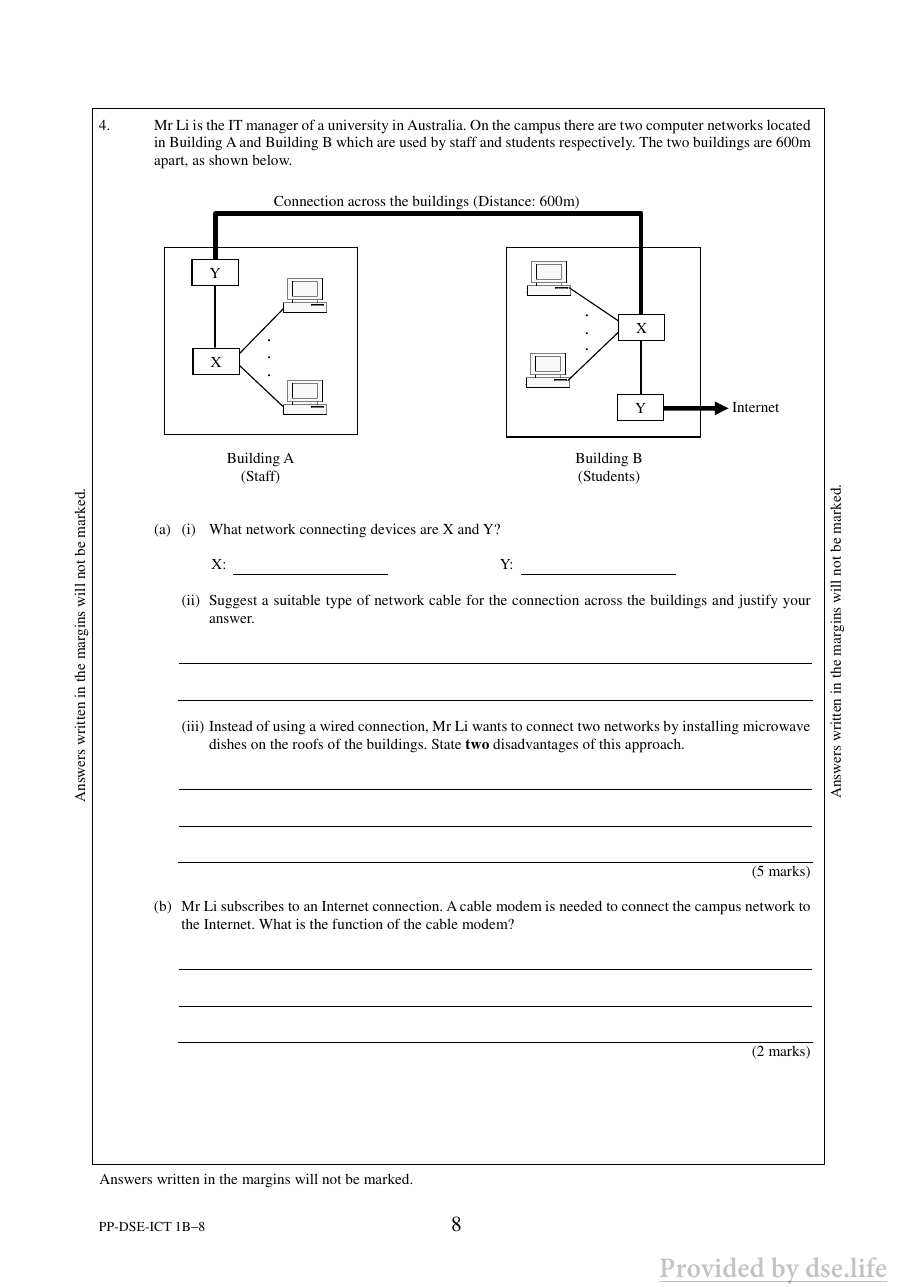 4. Mr Li is the IT manager of a university in Australia. On the campus there are two computer networks located
in Building A and Building B which are used by staff and students respectively. The two buildings are 600m
apart, as shown below.
Connection across the buildings (Distance: 600m)
Y
X
X
Y
Internet
Building A
(Staff)
Building B
(Students)
(a) (i) What network connecting devices are X and Y?
X: Y:
(ii) Suggest a suitable type of network cable for the connection across the buildings and justify your
answer.
(iii) Instead of using a wired connection, Mr Li wants to connect two networks by installing microwave
dishes on the roofs of the buildings. State two disadvantages of this approach.
(5 marks)
(b) Mr Li subscribes to an Internet connection. A cable modem is needed to connect the campus network to
the Internet. What is the function of the cable modem?
(2 marks)
Answers written in the margins will not be marked.
Answers written in the margins will not be marked.
Answers written in the margins will not be marked.
PP-DSE-ICT 1B–8
8
Provided by dse.life